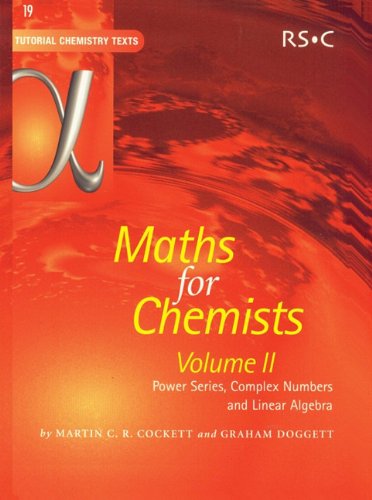 19
TUTORIAL CHEMISTRY TEXTS
RS•C
Maths
for
Chemists
Volume II
Power Series, Complex Numbers
and Linear Algebra
by MARTIN C. R. COCKETT and GRAHAM DOGGETT